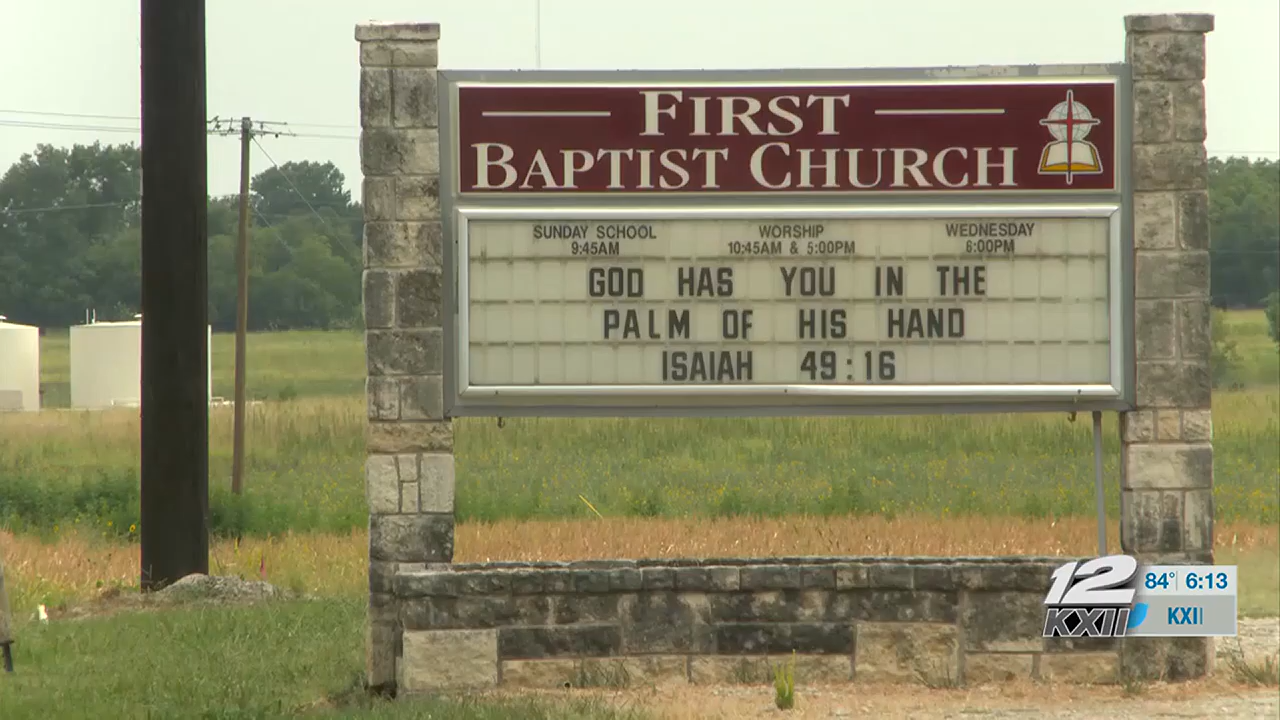 FIRST
BAPTIST CHURCH
SUNDAY SCHOOL
9:45AM
WORSHIP
10:45AM & 5:00PM
WEDNESDAY
6:00PM
GOD HAS YOU IN THE
PALM OF HIS HAND
ISAIAH 49:16
12
KXII
84° 6:13
KXII